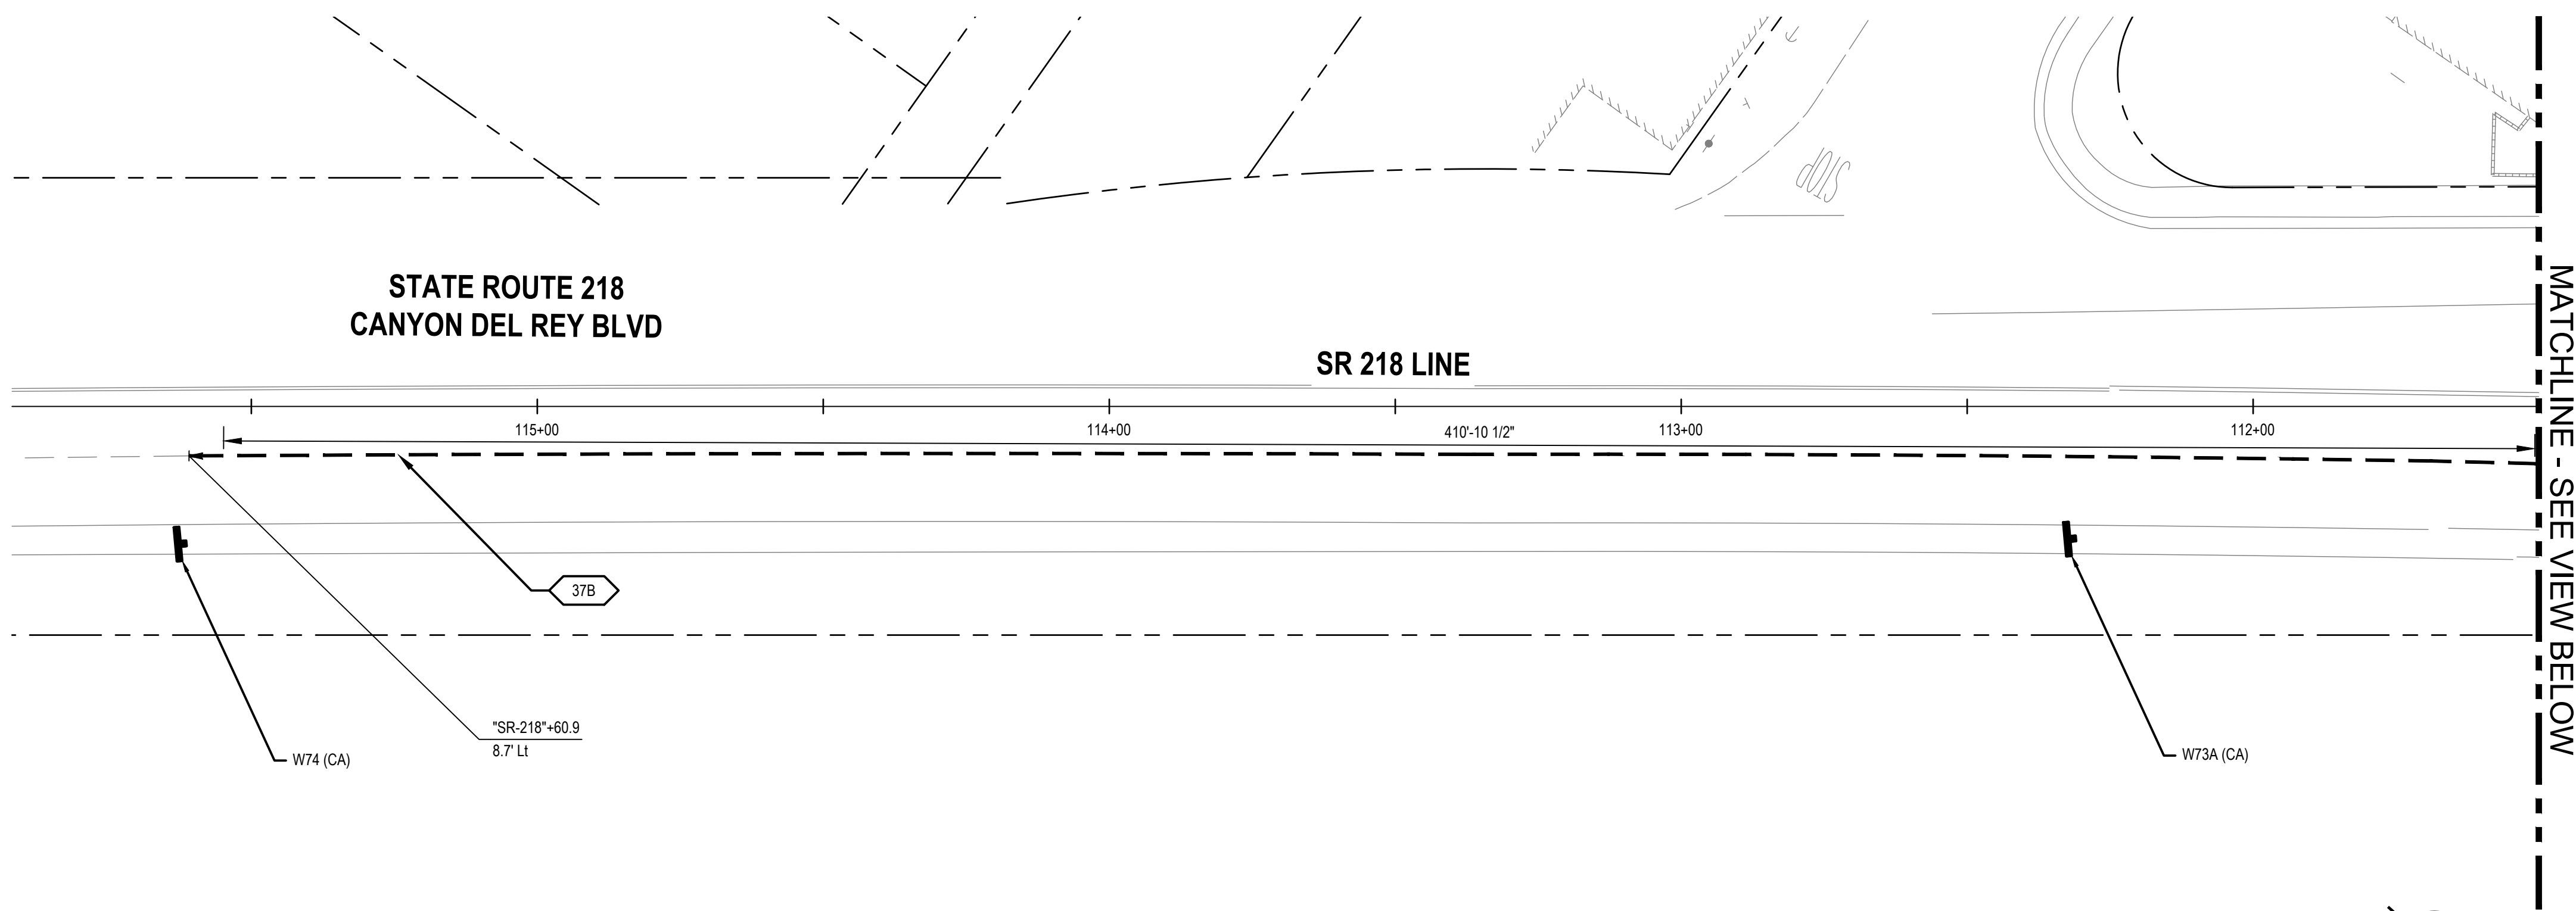 STATE ROUTE 218
CANYON DEL REY BLVD
SR 218 LINE
115+00
114+00
410'-10 1/2"
113+00
112+00
37B
"SR-218"+60.9
8.7' Lt
W74 (CA)
W73A (CA)
MATCHLINE - SEE VIEW BELOW